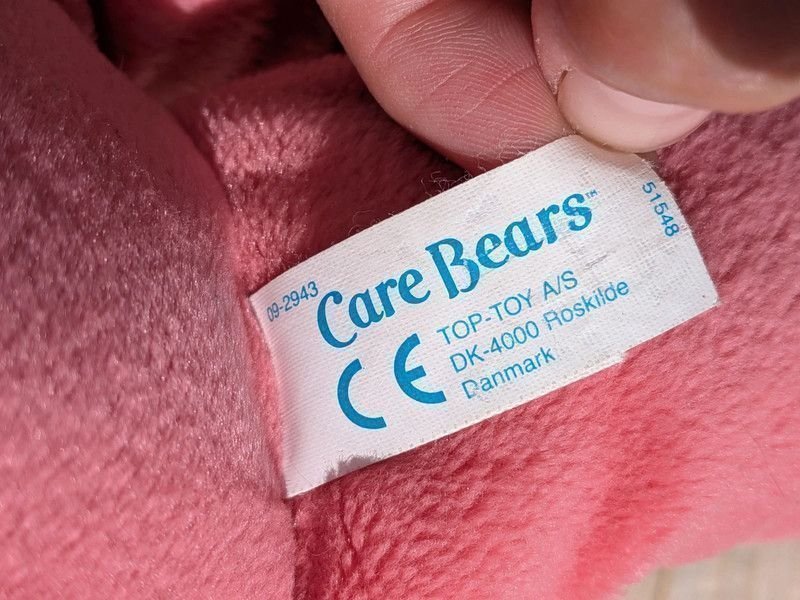 09-2943
Care Bears™
51548
CE
TOP-TOY A/S
DK-4000 Roskilde
Danmark